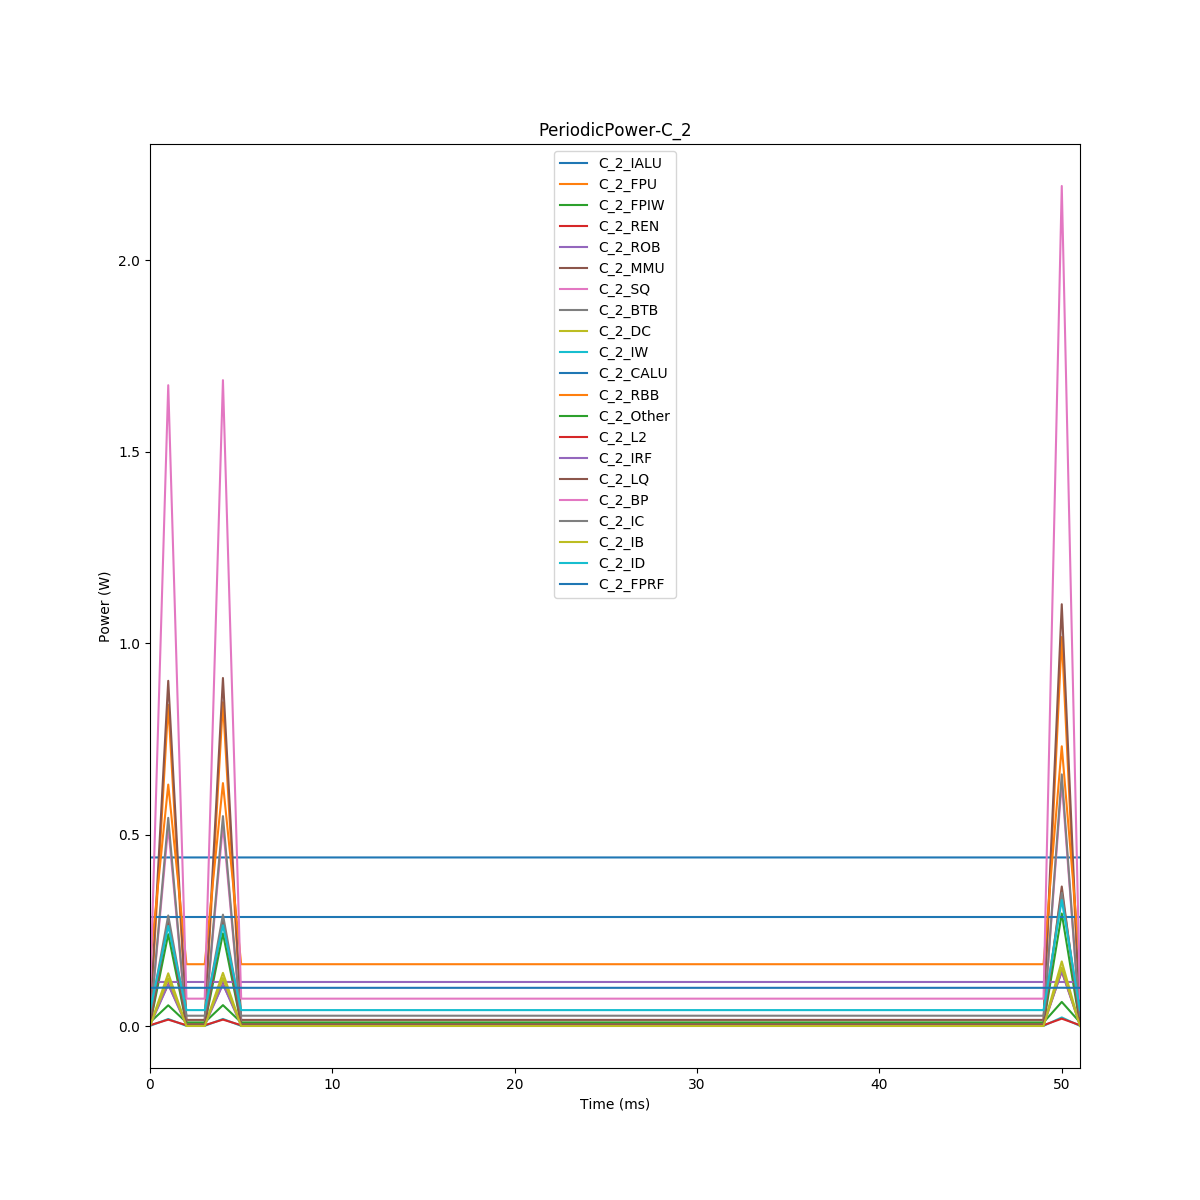 PeriodicPower-C_2
C_2_IALU
C_2_FPU
C_2_FPIW
C_2_REN
C_2_ROB
C_2_MMU
C_2_SQ
C_2_BTB
C_2_DC
C_2_IW
C_2_CALU
C_2_RBB
C_2_Other
C_2_L2
C_2_IRF
C_2_LQ
C_2_BP
C_2_IC
C_2_IB
C_2_ID
C_2_FPRF
Power (W)
2.0
1.5
1.0
0.5
0.0
0 10 20 30 40 50
Time (ms)